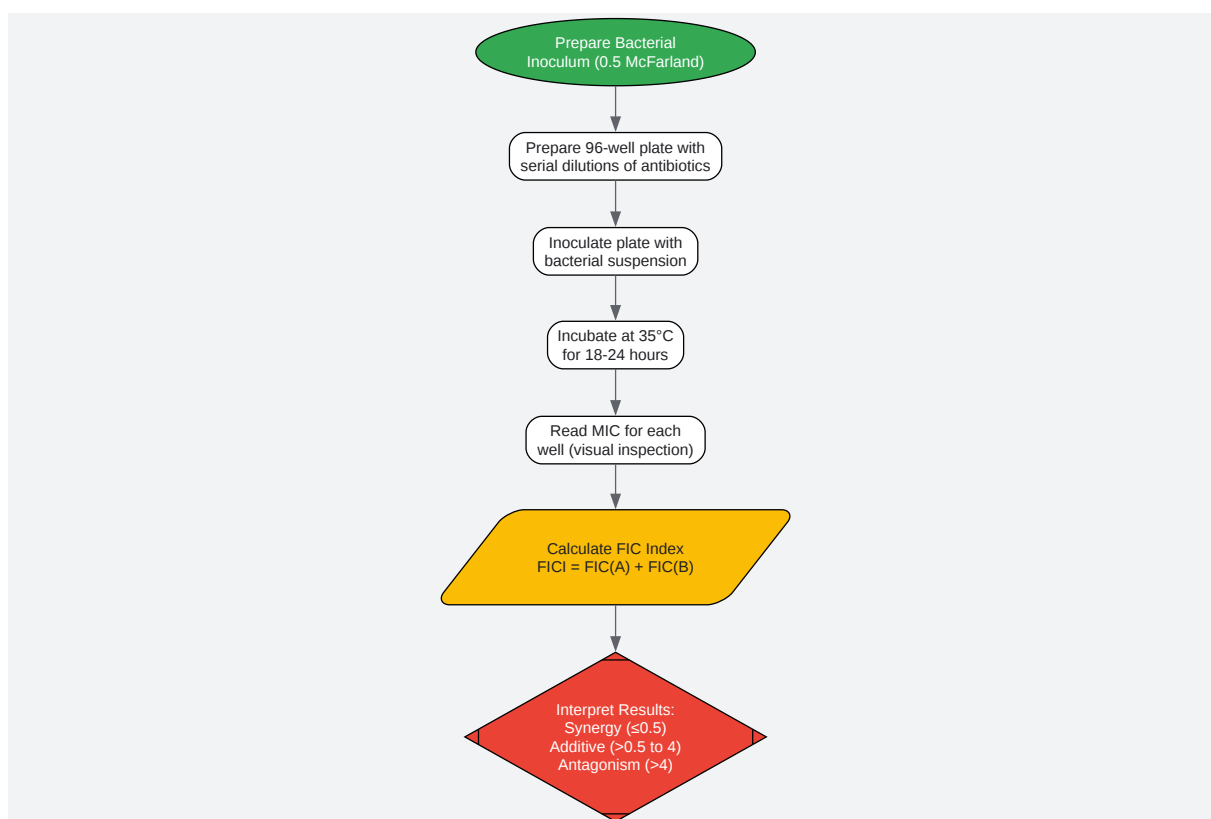 Prepare Bacterial
Inoculum (0.5 McFarland)
Prepare 96-well plate with
serial dilutions of antibiotics
Inoculate plate with
bacterial suspension
Incubate at 35°C
for 18-24 hours
Read MIC for each
well (visual inspection)
Calculate FIC Index
FICI = FIC(A) + FIC(B)
Interpret Results:
Synergy (≤0.5)
Additive (>0.5 to 4)
Antagonism (>4)